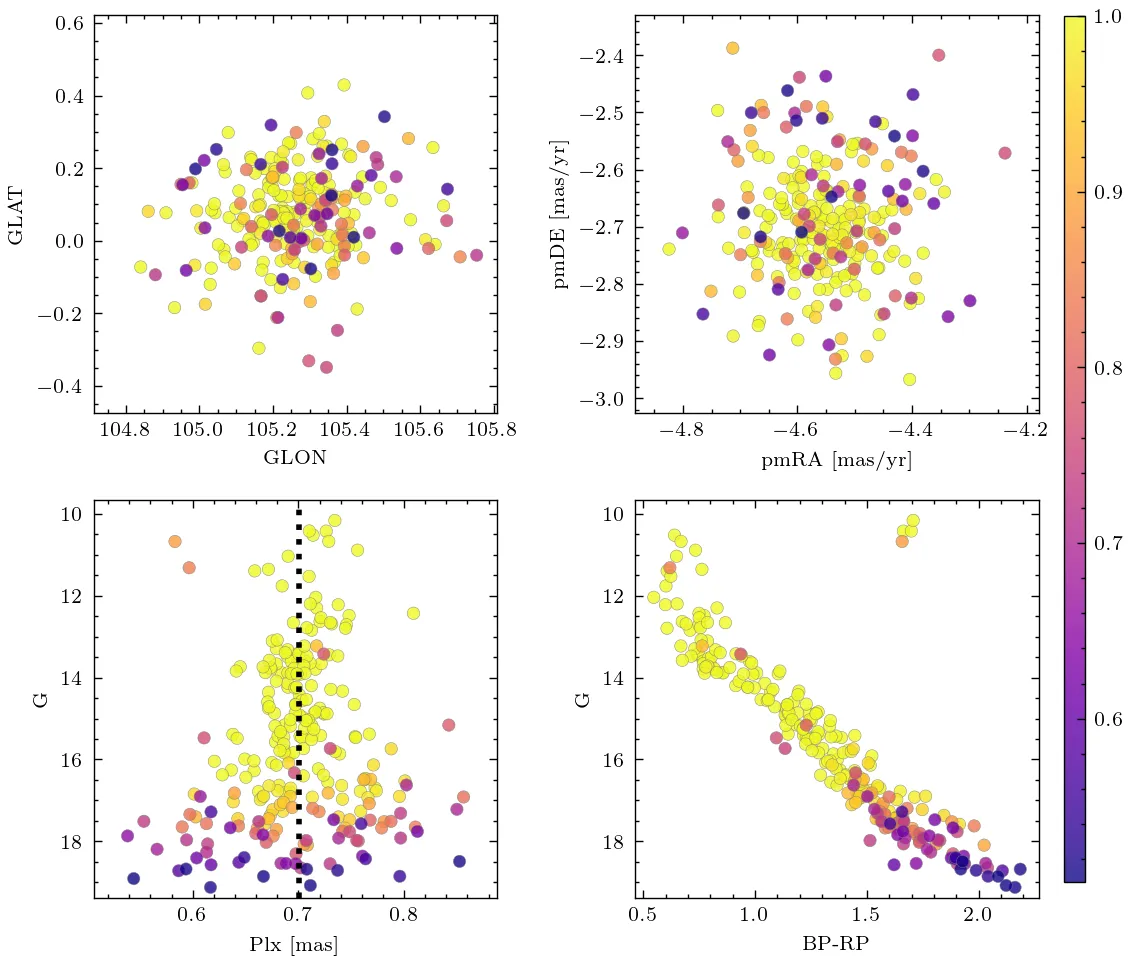 0.6
0.4
0.2
0.0
−0.2
−0.4
GLAT
104.8 105.0 105.2 105.4 105.6 105.8
GLON
−2.4
−2.5
−2.6
−2.7
−2.8
−2.9
−3.0
pmDE [mas/yr]
−4.8 −4.6 −4.4 −4.2
pmRA [mas/yr]
1.0
0.9
0.8
0.7
0.6
10
12
14
16
18
G
0.6 0.7 0.8
Plx [mas]
10
12
14
16
18
G
0.5 1.0 1.5 2.0
BP-RP